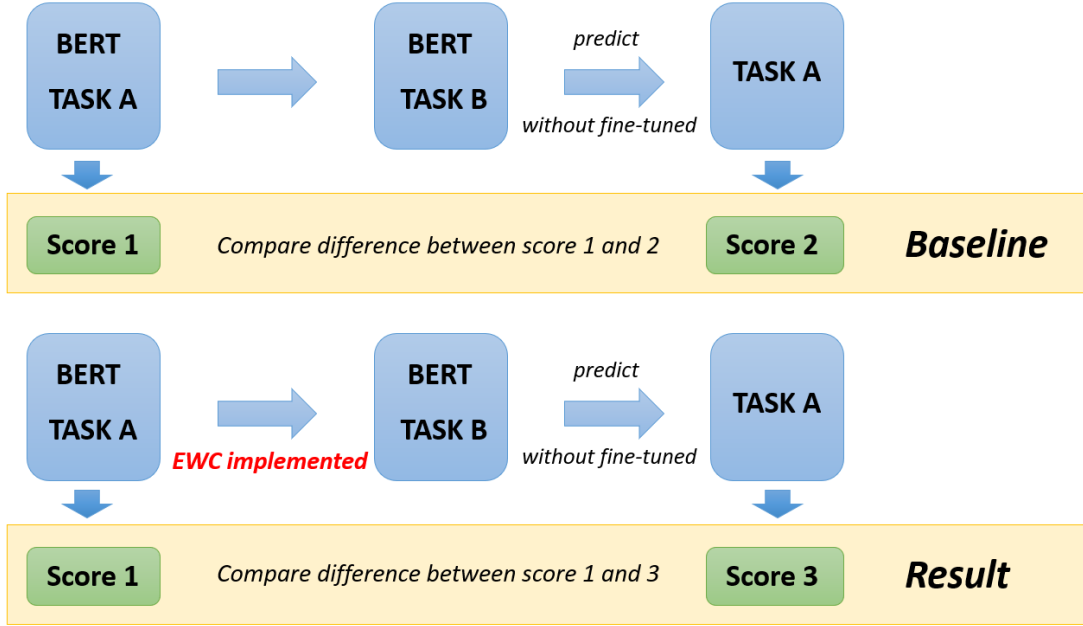 BERT
TASK A
BERT
TASK B
predict
without fine-tuned
TASK A
Score 1
Compare difference between score 1 and 2
Score 2
Baseline
BERT
TASK A
EWC implemented
BERT
TASK B
predict
without fine-tuned
TASK A
Score 1
Compare difference between score 1 and 3
Score 3
Result